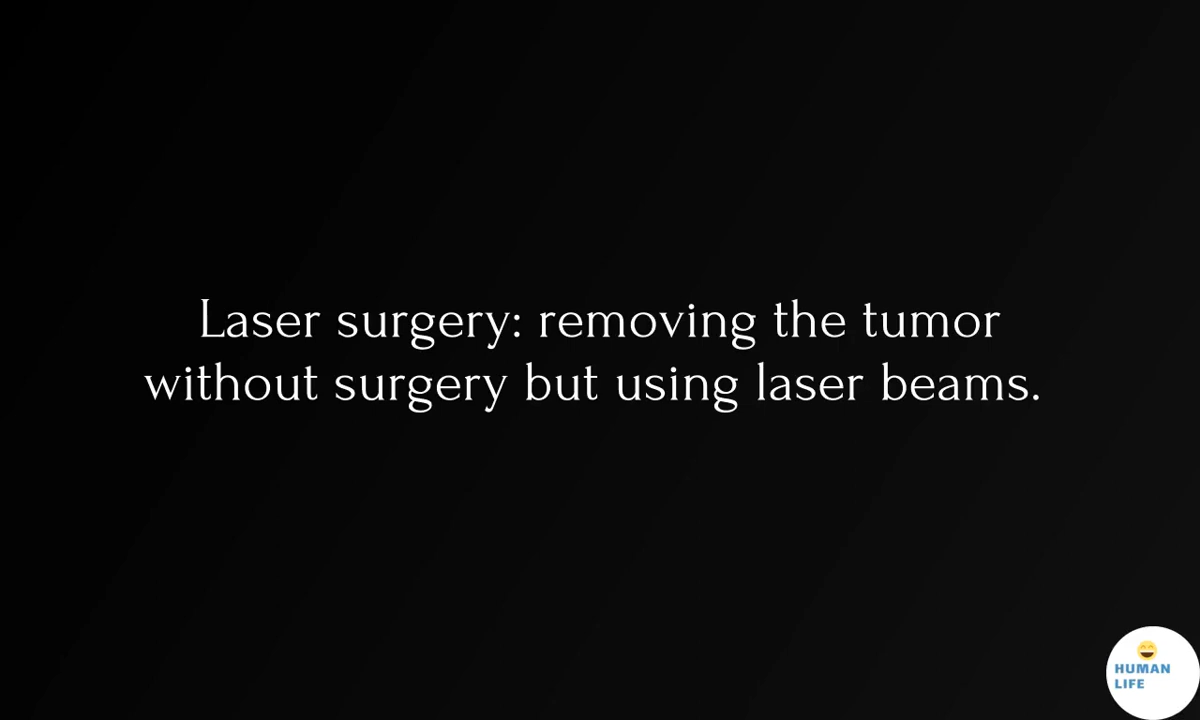 Laser surgery: removing the tumor
without surgery but using laser beams.
HUMAN
LIFE